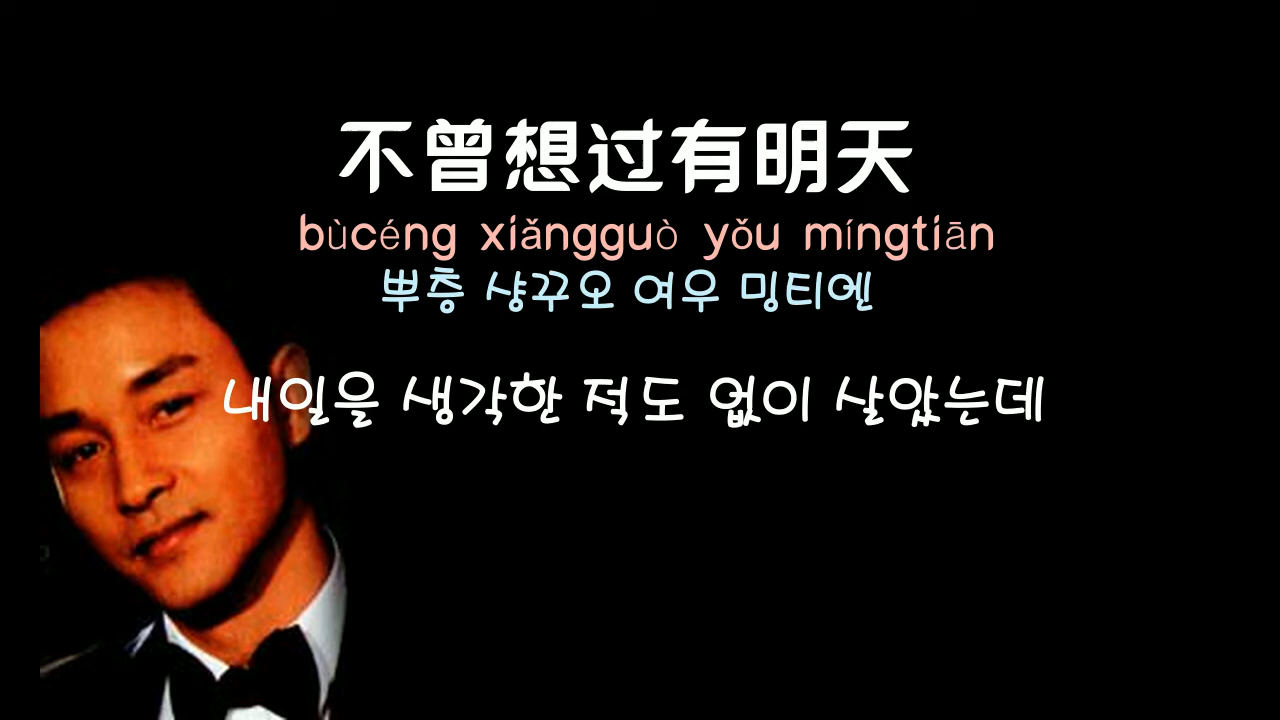 不曾想过有明天
bùcéng xiǎngguò yǒu míngtiān
뿌층 샹꾸오 여우 밍티엔
내일을 생각한 적도 없이 살았는데